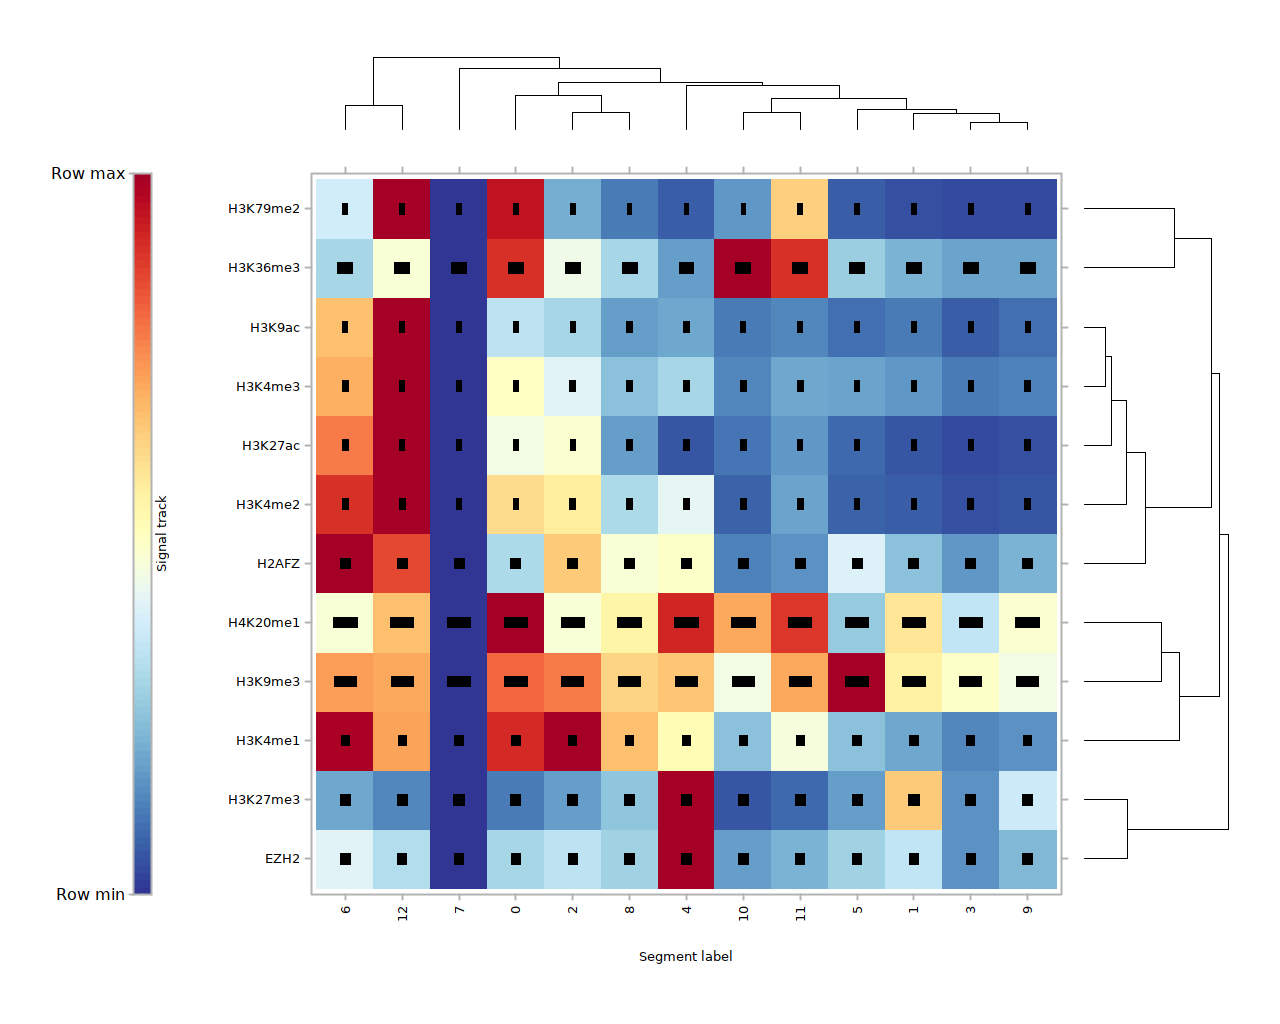 Row max
Row min
Signal track
H3K79me2
H3K36me3
H3K9ac
H3K4me3
H3K27ac
H3K4me2
H2AFZ
H4K20me1
H3K9me3
H3K4me1
H3K27me3
EZH2
6 12 7 0 2 8 4 10 11 5 1 3 9
Segment label